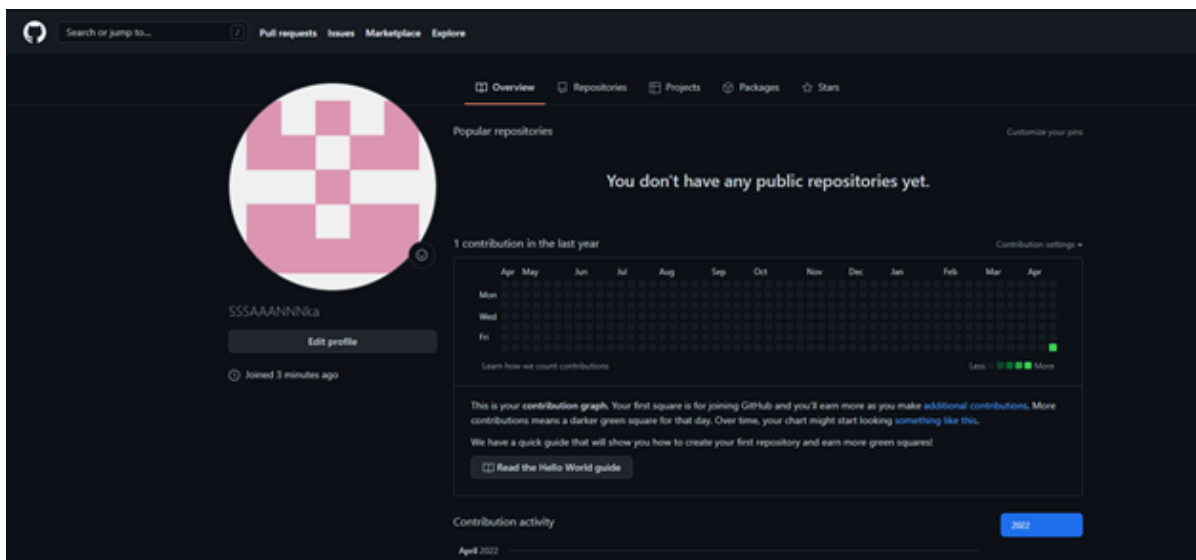 Search or jump to... /
Pull requests Issues Marketplace Explore
Overview Repositories Projects Packages Stars
Popular repositories
Customize your pins
You don't have any public repositories yet.
SSSAAANNNka
Edit profile
Joined 3 minutes ago
1 contribution in the last year
Contribution settings
Apr May Jun Jul Aug Sep Oct Nov Dec Jan Feb Mar Apr
Mon
Wed
Fri
Learn how we count contributions
Less More
This is your contribution graph. Your first square is for joining GitHub and you'll earn more as you make additional contributions. More
contributions means a darker green square for that day. Over time, your chart might start looking something like this.
We have a quick guide that will show you how to create your first repository and earn more green squares!
Read the Hello World guide
Contribution activity
2022
April 2022